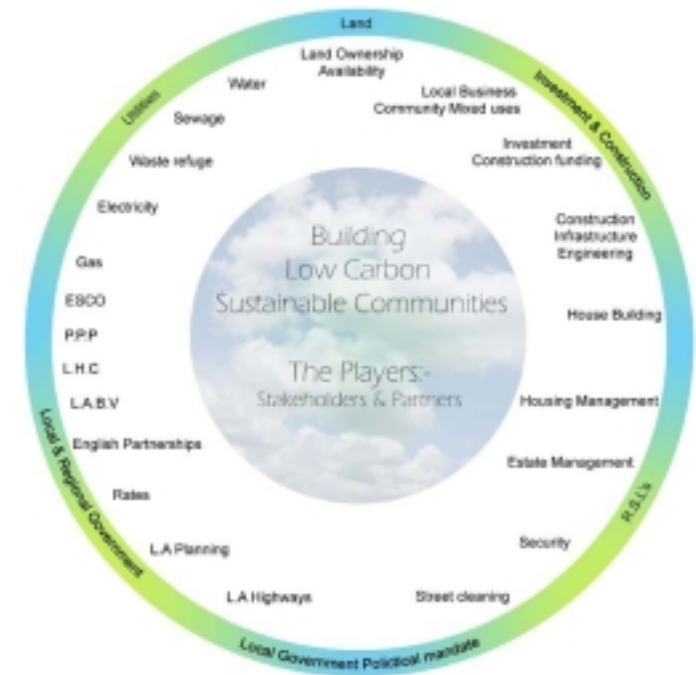 Land
Investment & Construction
R.S.L's
Local Government Polictical mandate
Local & Regional Government
Utilities
Land Ownership
Availability
Local Business
Community Mixed uses
Investment
Construction funding
Construction
Infrastructure
Engineering
House Building
Housing Management
Estate Management
Security
Street cleaning
L.A Highways
L.A Planning
Rates
English Partnerships
L.A.B.V
L.H.C
P.P.P
ESCO
Gas
Electricity
Waste refuge
Sewage
Water
Building
Low Carbon
Sustainable Communities
The Players:-
Stakeholders & Partners